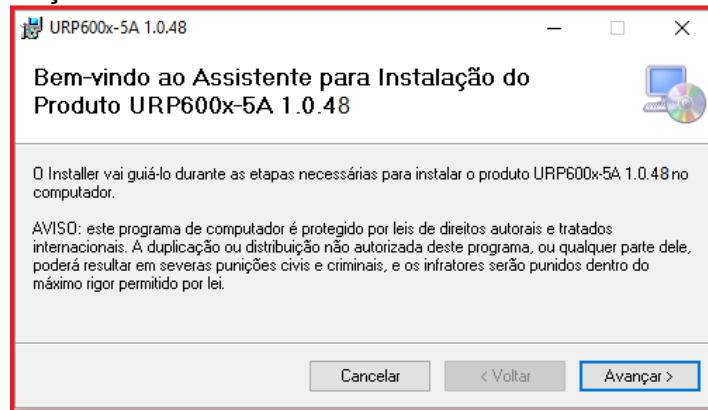 URP600x-5A 1.0.48
Bem-vindo ao Assistente para Instalação do
Produto URP600x-5A 1.0.48
O Installer vai guiá-lo durante as etapas necessárias para instalar o produto URP600x-5A 1.0.48 no
computador.
AVISO: este programa de computador é protegido por leis de direitos autorais e tratados
internacionais. A duplicação ou distribuição não autorizada deste programa, ou qualquer parte dele,
poderá resultar em severas punições civis e criminais, e os infratores serão punidos dentro do
máximo rigor permitido por lei.
Cancelar < Voltar Avançar >